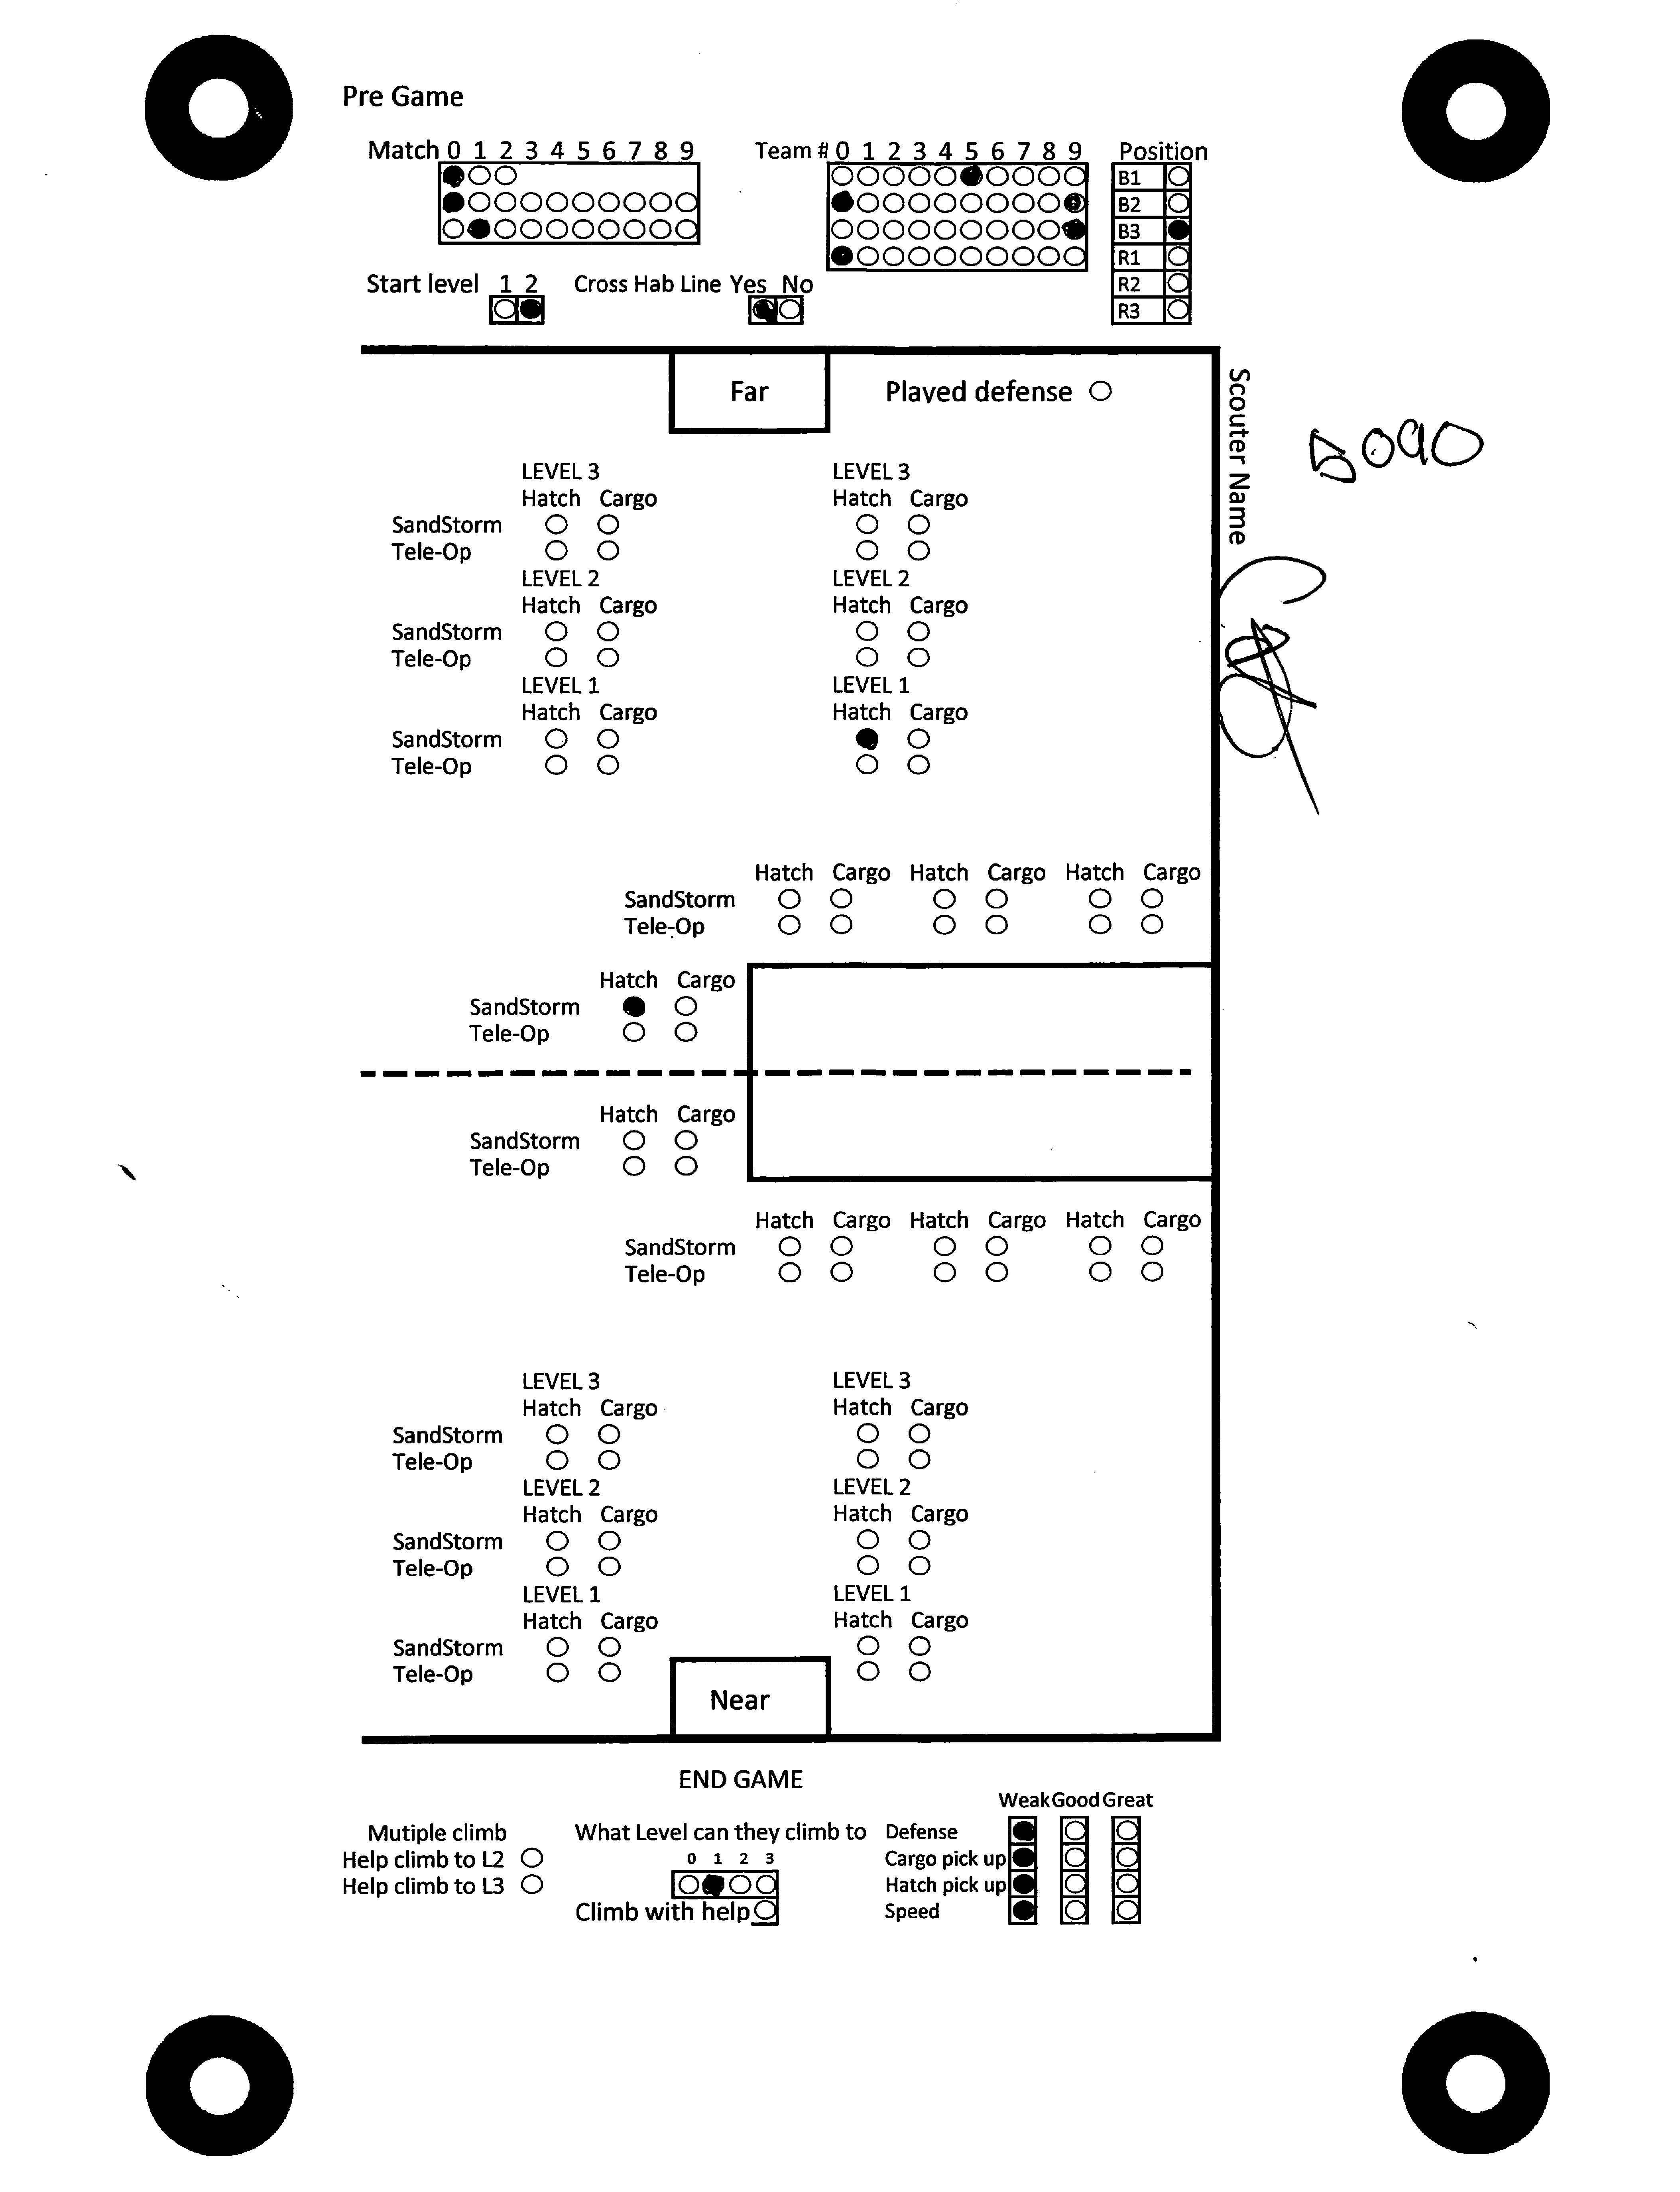 Pre Game
Match 0 1 2 3 4 5 6 7 8 9
Team # 0 1 2 3 4 5 6 7 8 9
Position
B1
B2
B3
R1
R2
R3
Start level 1 2
Cross Hab Line Yes No
Far
Played defense
Scouter Name
5090
LEVEL 3 LEVEL 3
Hatch Cargo Hatch Cargo
SandStorm
Tele-Op
LEVEL 2 LEVEL 2
Hatch Cargo Hatch Cargo
SandStorm
Tele-Op
LEVEL 1 LEVEL 1
Hatch Cargo Hatch Cargo
SandStorm
Tele-Op
Hatch Cargo Hatch Cargo Hatch Cargo
SandStorm
Tele-Op
Hatch Cargo
SandStorm
Tele-Op
Hatch Cargo
SandStorm
Tele-Op
Hatch Cargo Hatch Cargo Hatch Cargo
SandStorm
Tele-Op
LEVEL 3 LEVEL 3
Hatch Cargo Hatch Cargo
SandStorm
Tele-Op
LEVEL 2 LEVEL 2
Hatch Cargo Hatch Cargo
SandStorm
Tele-Op
LEVEL 1 LEVEL 1
Hatch Cargo Hatch Cargo
SandStorm
Tele-Op
Near
END GAME
Mutiple climb
Help climb to L2
Help climb to L3
What Level can they climb to
0 1 2 3
Climb with help
Weak Good Great
Defense
Cargo pick up
Hatch pick up
Speed